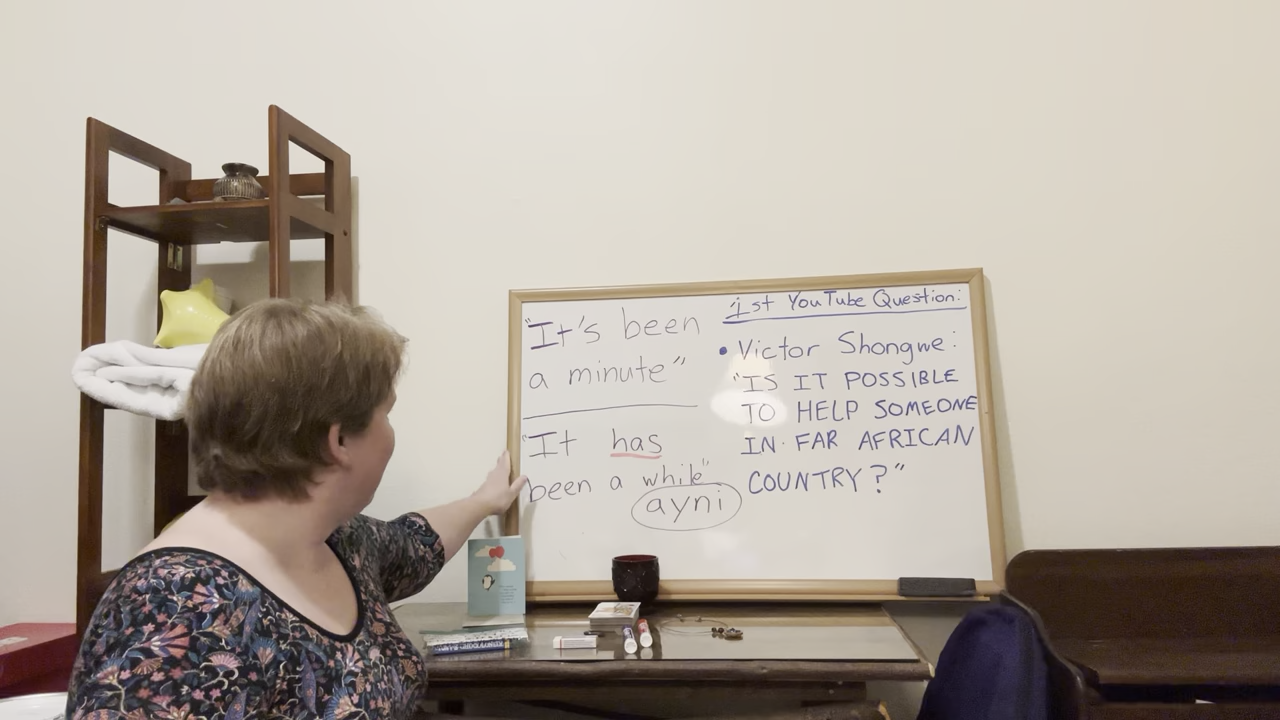 "It's been
a minute"
"It has
been a while"
ayni
1st YouTube Question:
• Victor Shongwe:
"IS IT POSSIBLE
TO HELP SOMEONE
IN FAR AFRICAN
COUNTRY?"